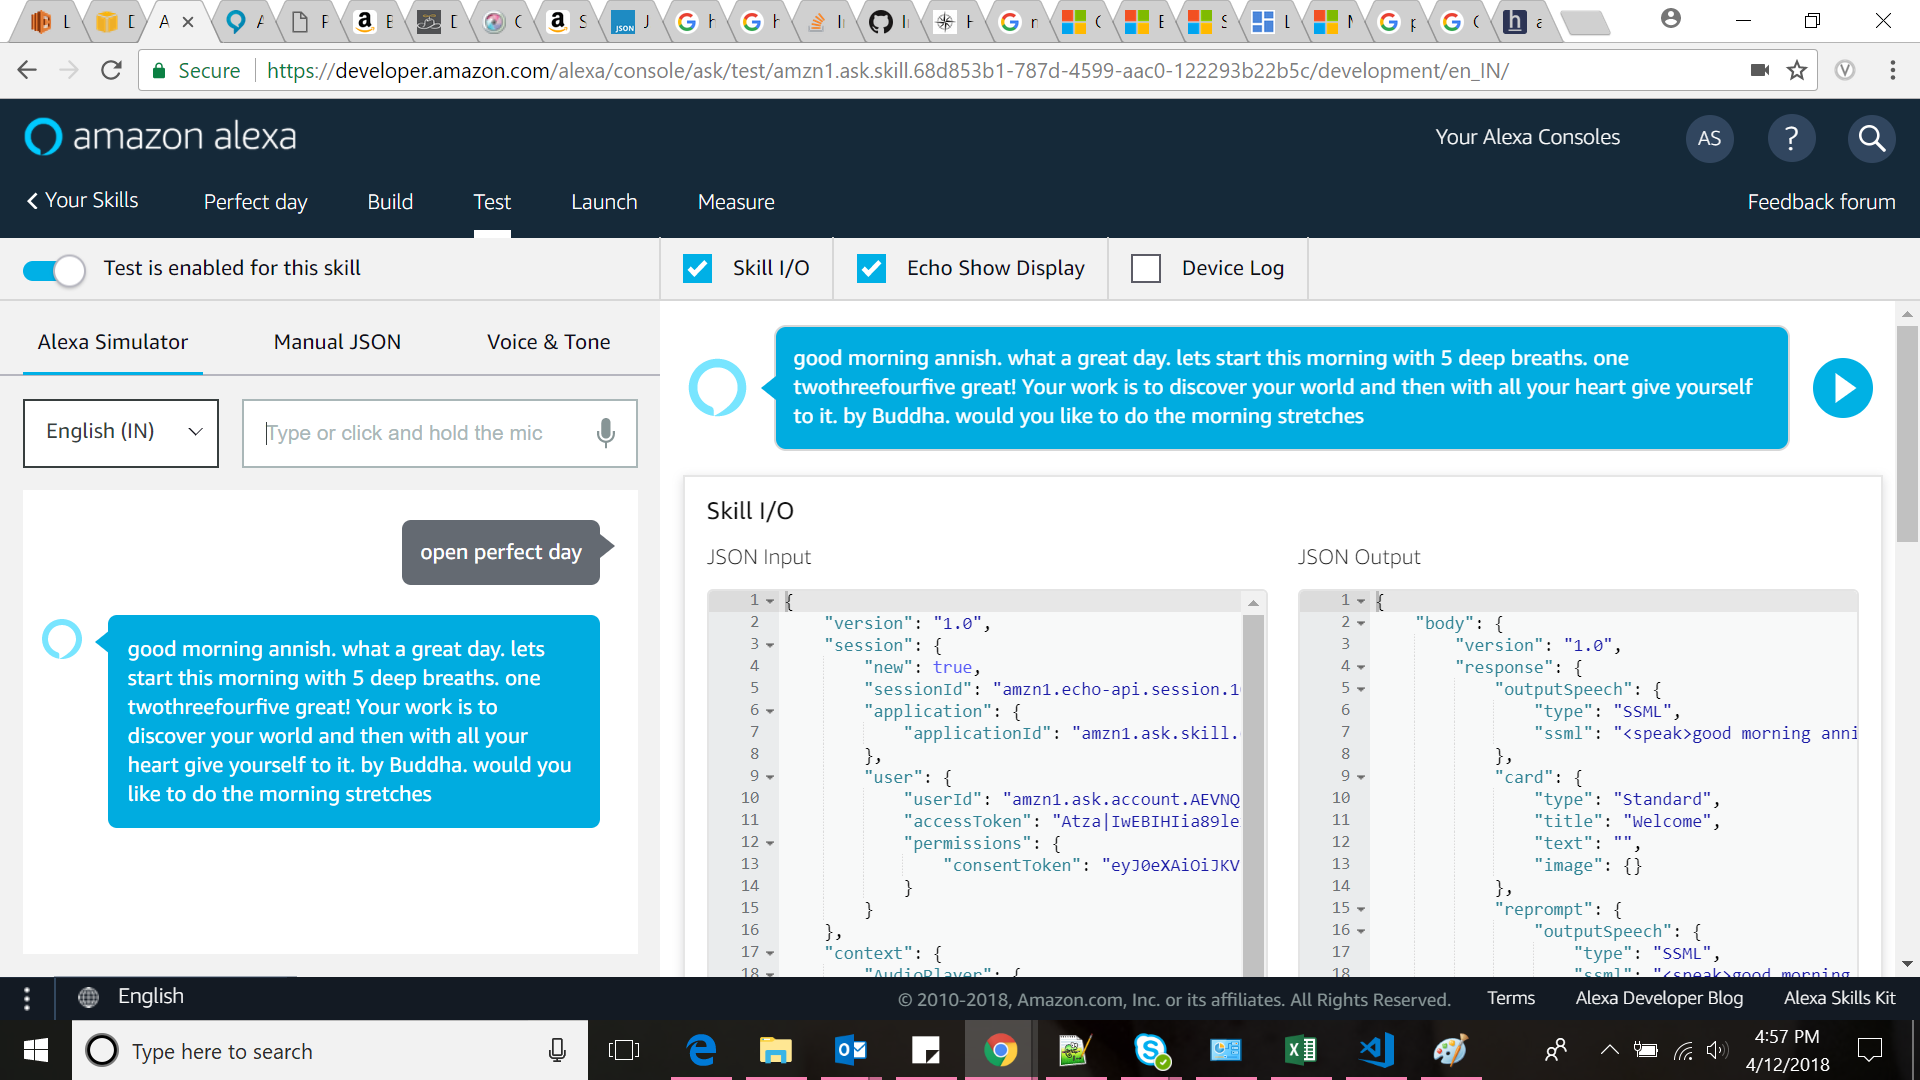 Secure https://developer.amazon.com/alexa/console/ask/test/amzn1.ask.skill.68d853b1-787d-4599-aac0-122293b22b5c/development/en_IN/
amazon alexa
Your Alexa Consoles
AS
?
Your Skills
Perfect day
Build
Test
Launch
Measure
Feedback forum
Test is enabled for this skill
Skill I/O
Echo Show Display
Device Log
Alexa Simulator
Manual JSON
Voice & Tone
English (IN)
Type or click and hold the mic
open perfect day
good morning annish. what a great day. lets
start this morning with 5 deep breaths. one
twothreefourfive great! Your work is to
discover your world and then with all your
heart give yourself to it. by Buddha. would you
like to do the morning stretches
good morning annish. what a great day. lets start this morning with 5 deep breaths. one
twothreefourfive great! Your work is to discover your world and then with all your heart give yourself
to it. by Buddha. would you like to do the morning stretches
Skill I/O
JSON Input
1 {
2 "version": "1.0",
3 "session": {
4 "new": true,
5 "sessionId": "amzn1.echo-api.session.1
6 "application": {
7 "applicationId": "amzn1.ask.skill.
8 },
9 "user": {
10 "userId": "amzn1.ask.account.AEVNQ
11 "accessToken": "Atza|IwEBIHIia89le
12 "permissions": {
13 "consentToken": "eyJ0eXAiOiJKV
14 }
15 }
16 },
17 "context": {
18 "AudioPlayer": {
JSON Output
1 {
2 "body": {
3 "version": "1.0",
4 "response": {
5 "outputSpeech": {
6 "type": "SSML",
7 "ssml": "<speak>good morning anni
8 },
9 "card": {
10 "type": "Standard",
11 "title": "Welcome",
12 "text": "",
13 "image": {}
14 },
15 "reprompt": {
16 "outputSpeech": {
17 "type": "SSML",
18 "ssml": "<speak>good morning
English
© 2010-2018, Amazon.com, Inc. or its affiliates. All Rights Reserved.
Terms
Alexa Developer Blog
Alexa Skills Kit
Type here to search
4:57 PM
4/12/2018